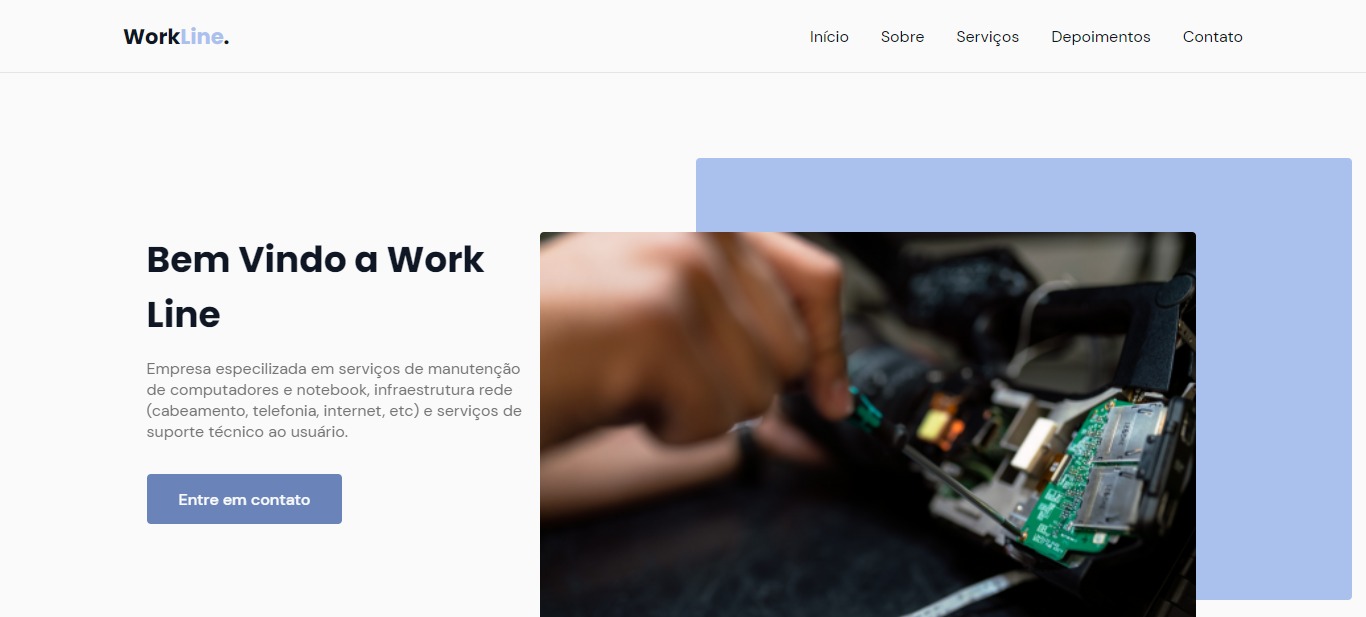 WorkLine.
Início Sobre Serviços Depoimentos Contato
Bem Vindo a Work
Line
Empresa especilizada em serviços de manutenção
de computadores e notebook, infraestrutura rede
(cabeamento, telefonia, internet, etc) e serviços de
suporte técnico ao usuário.
Entre em contato